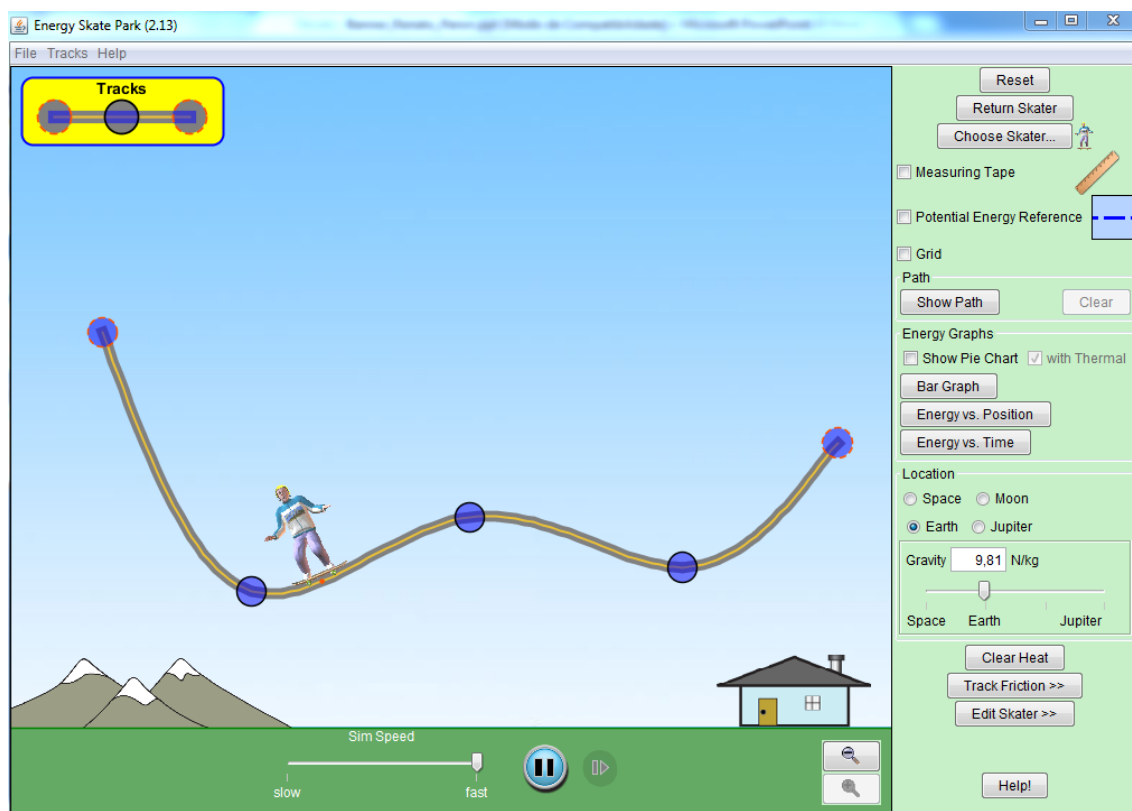 Energy Skate Park (2.13)
File Tracks Help
Tracks
Reset
Return Skater
Choose Skater...
Measuring Tape
Potential Energy Reference
Grid
Path
Show Path Clear
Energy Graphs
Show Pie Chart with Thermal
Bar Graph
Energy vs. Position
Energy vs. Time
Location
Space Moon
Earth Jupiter
Gravity 9,81 N/kg
Space Earth Jupiter
Clear Heat
Track Friction >>
Edit Skater >>
Help!
Sim Speed
slow fast